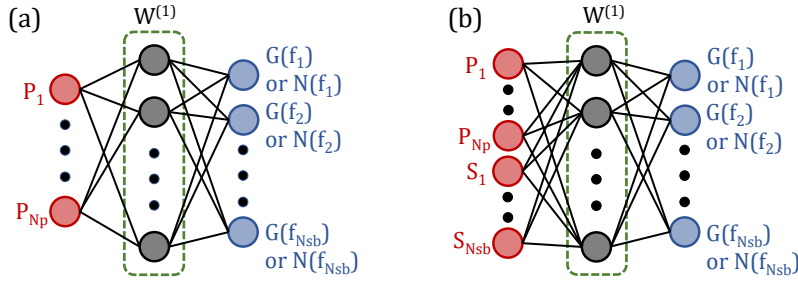 (a)
W(1)
P1
PNp
G(f1)
or N(f1)
G(f2)
or N(f2)
G(fNsb)
or N(fNsb)
(b)
W(1)
P1
PNp
S1
SNsb
G(f1)
or N(f1)
G(f2)
or N(f2)
G(fNsb)
or N(fNsb)